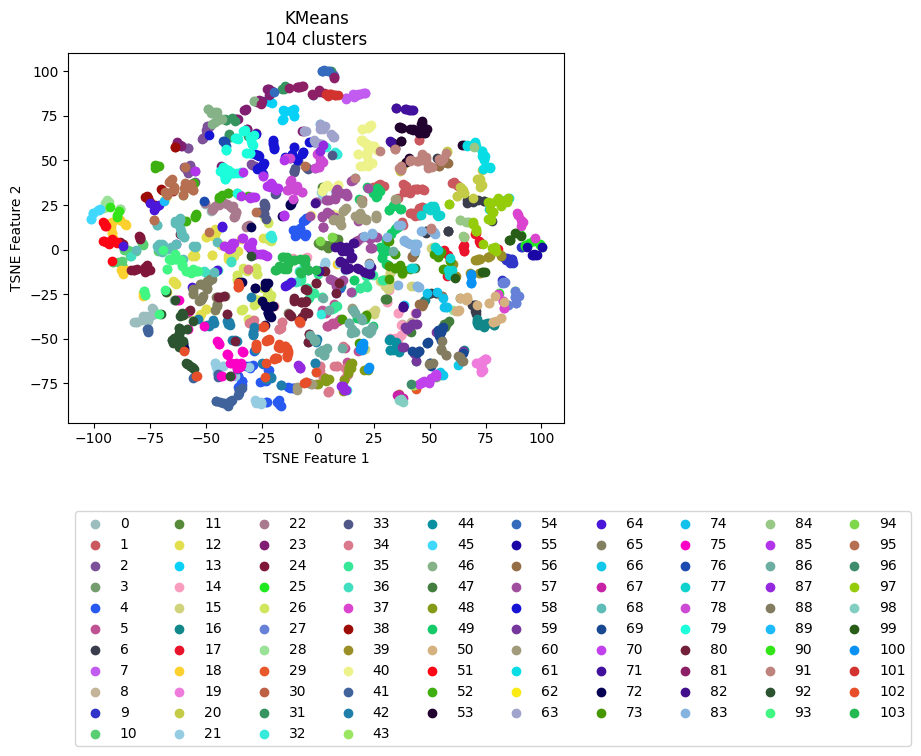 KMeans
104 clusters
100
75
50
25
0
−25
−50
−75
TSNE Feature 2
−100 −75 −50 −25 0 25 50 75 100
TSNE Feature 1
0 11 22 33 44 54 64 74 84 94
1 12 23 34 45 55 65 75 85 95
2 13 24 35 46 56 66 76 86 96
3 14 25 36 47 57 67 77 87 97
4 15 26 37 48 58 68 78 88 98
5 16 27 38 49 59 69 79 89 99
6 17 28 39 50 60 70 80 90 100
7 18 29 40 51 61 71 81 91 101
8 19 30 41 52 62 72 82 92 102
9 20 31 42 53 63 73 83 93 103
10 21 32 43